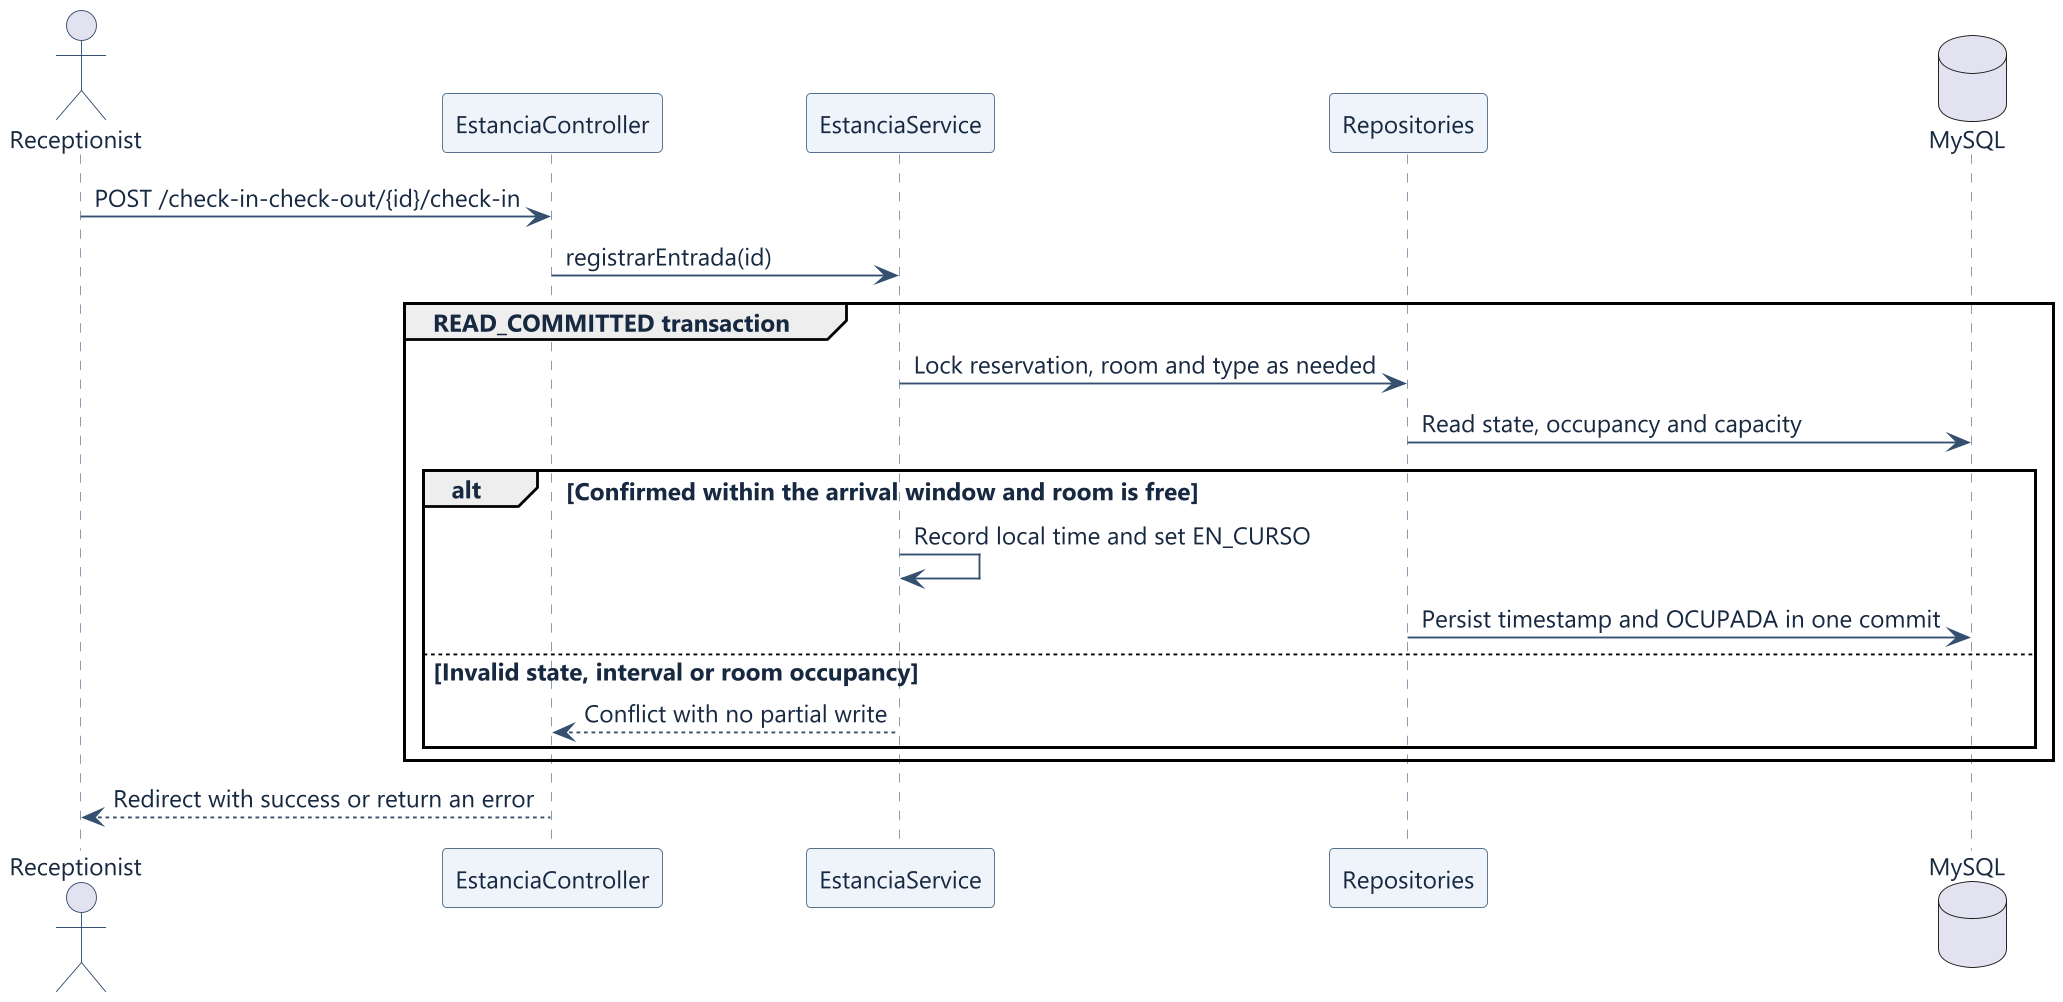 Receptionist
EstanciaController
EstanciaService
Repositories
MySQL
POST /check-in-check-out/{id}/check-in
registrarEntrada(id)
READ_COMMITTED transaction
Lock reservation, room and type as needed
Read state, occupancy and capacity
alt
[Confirmed within the arrival window and room is free]
Record local time and set EN_CURSO
Persist timestamp and OCUPADA in one commit
[Invalid state, interval or room occupancy]
Conflict with no partial write
Redirect with success or return an error
Receptionist
EstanciaController
EstanciaService
Repositories
MySQL